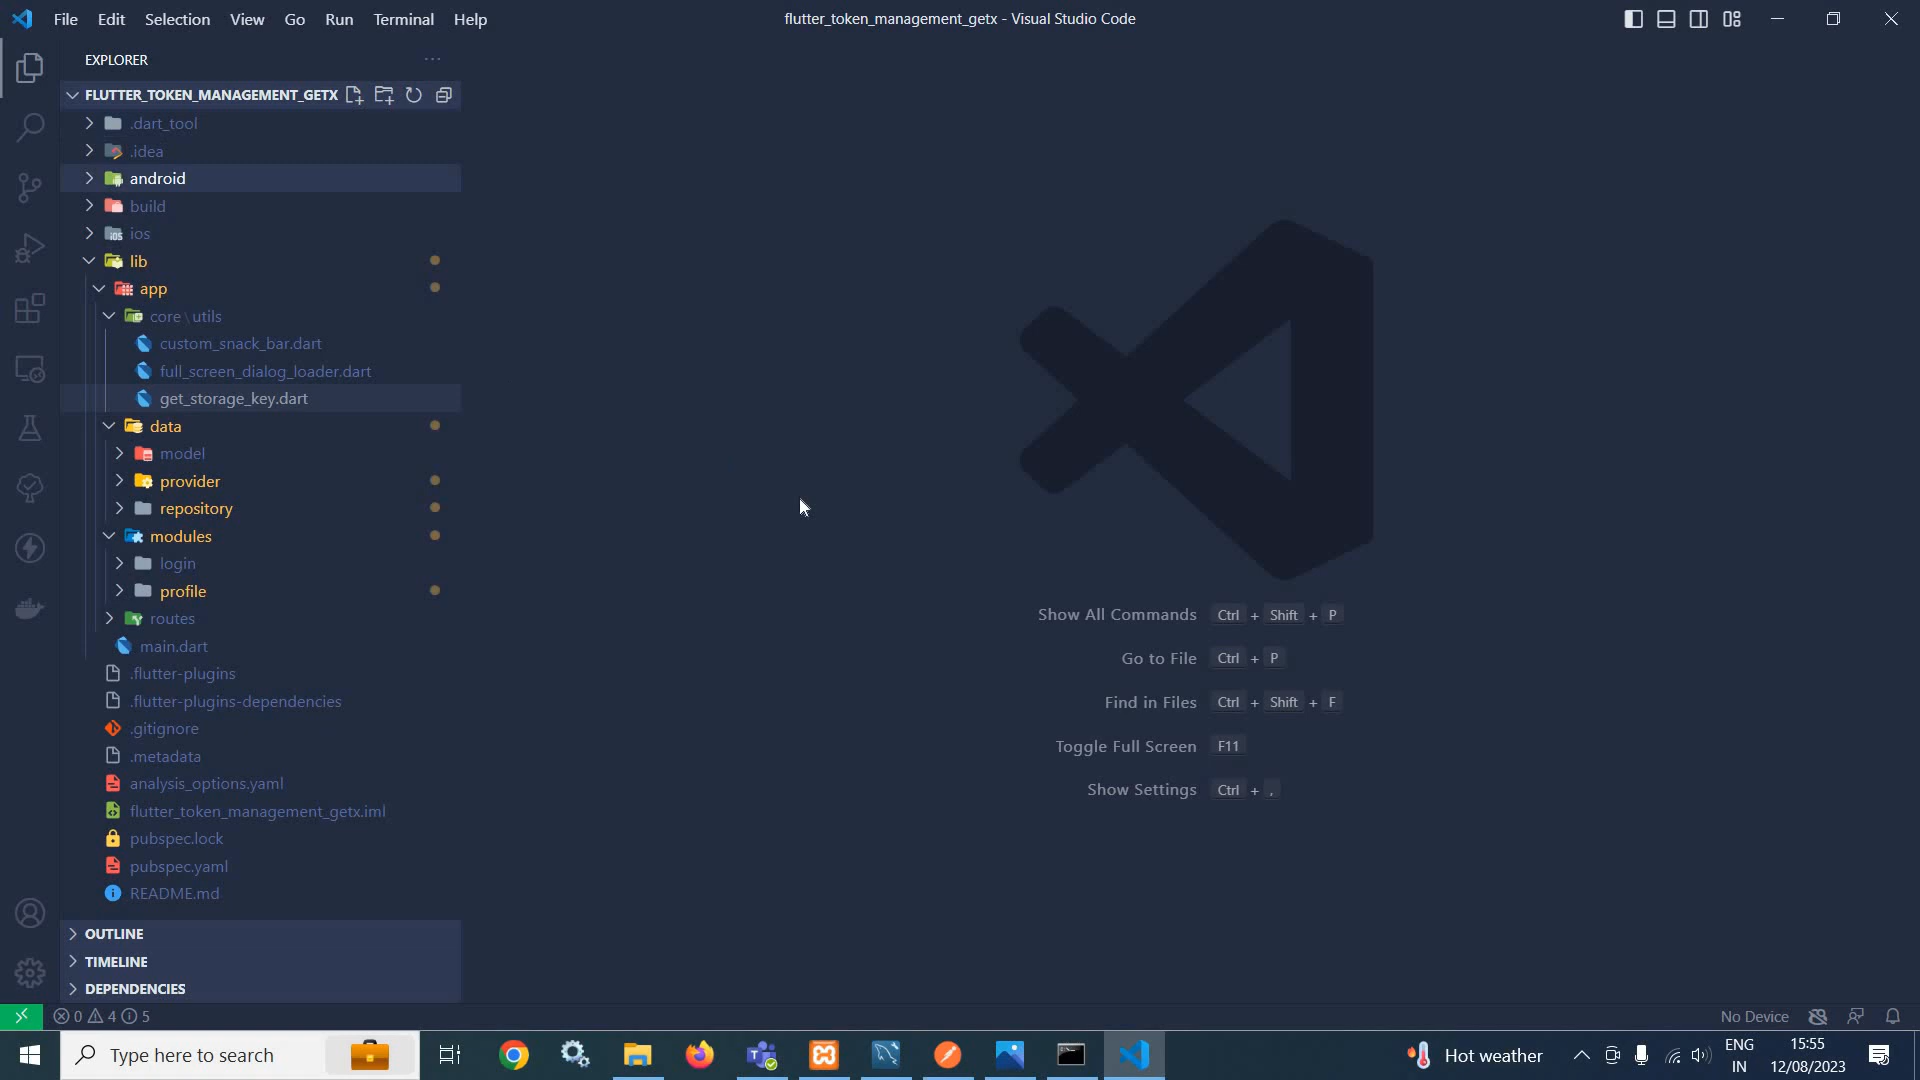 File Edit Selection View Go Run Terminal Help
flutter_token_management_getx - Visual Studio Code
EXPLORER
FLUTTER_TOKEN_MANAGEMENT_GETX
.dart_tool
.idea
android
build
ios
lib
app
core\utils
custom_snack_bar.dart
full_screen_dialog_loader.dart
get_storage_key.dart
data
model
provider
repository
modules
login
profile
routes
main.dart
.flutter-plugins
.flutter-plugins-dependencies
.gitignore
.metadata
analysis_options.yaml
flutter_token_management_getx.iml
pubspec.lock
pubspec.yaml
README.md
OUTLINE
TIMELINE
DEPENDENCIES
Show All Commands Ctrl + Shift + P
Go to File Ctrl + P
Find in Files Ctrl + Shift + F
Toggle Full Screen F11
Show Settings Ctrl + ,
0 4 5
No Device
Type here to search
Hot weather
ENG
IN
15:55
12/08/2023